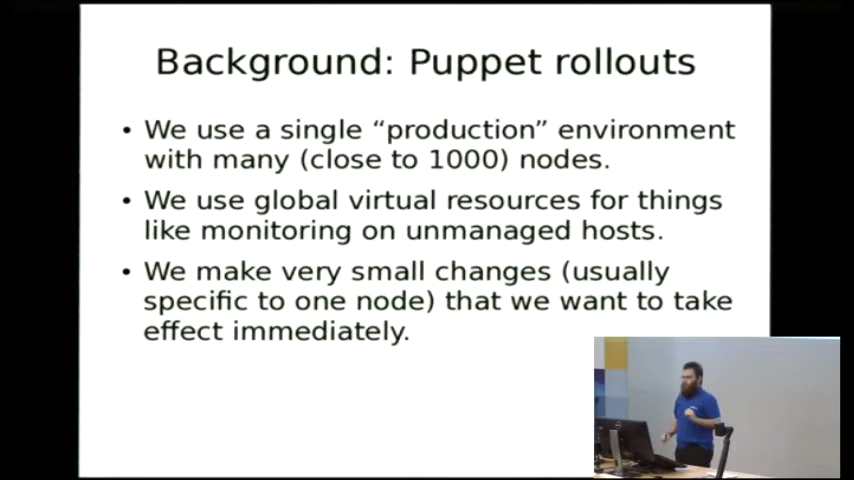 Background: Puppet rollouts
• We use a single “production” environment
with many (close to 1000) nodes.
• We use global virtual resources for things
like monitoring on unmanaged hosts.
• We make very small changes (usually
specific to one node) that we want to take
effect immediately.